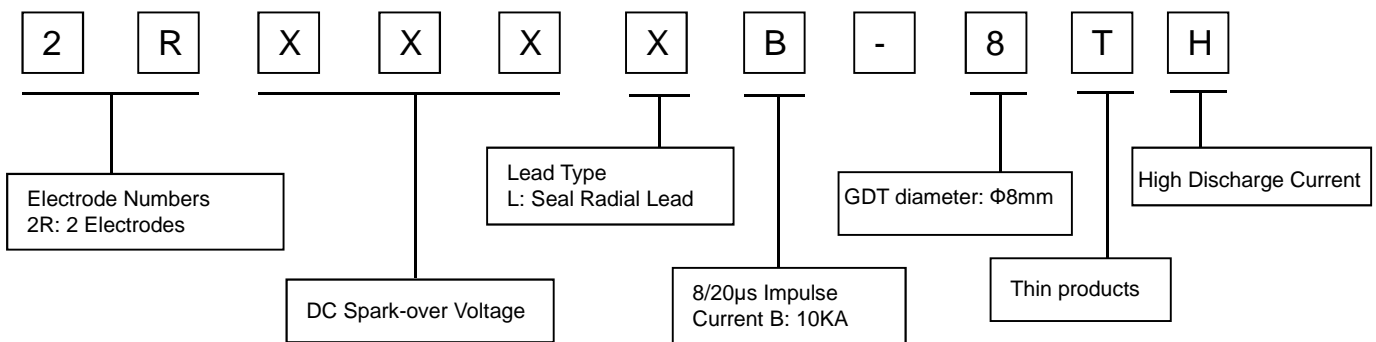 2 R X X X X B - 8 T H
Electrode Numbers
2R: 2 Electrodes
DC Spark-over Voltage
Lead Type
L: Seal Radial Lead
8/20μs Impulse
Current B: 10KA
GDT diameter: Φ8mm
Thin products
High Discharge Current